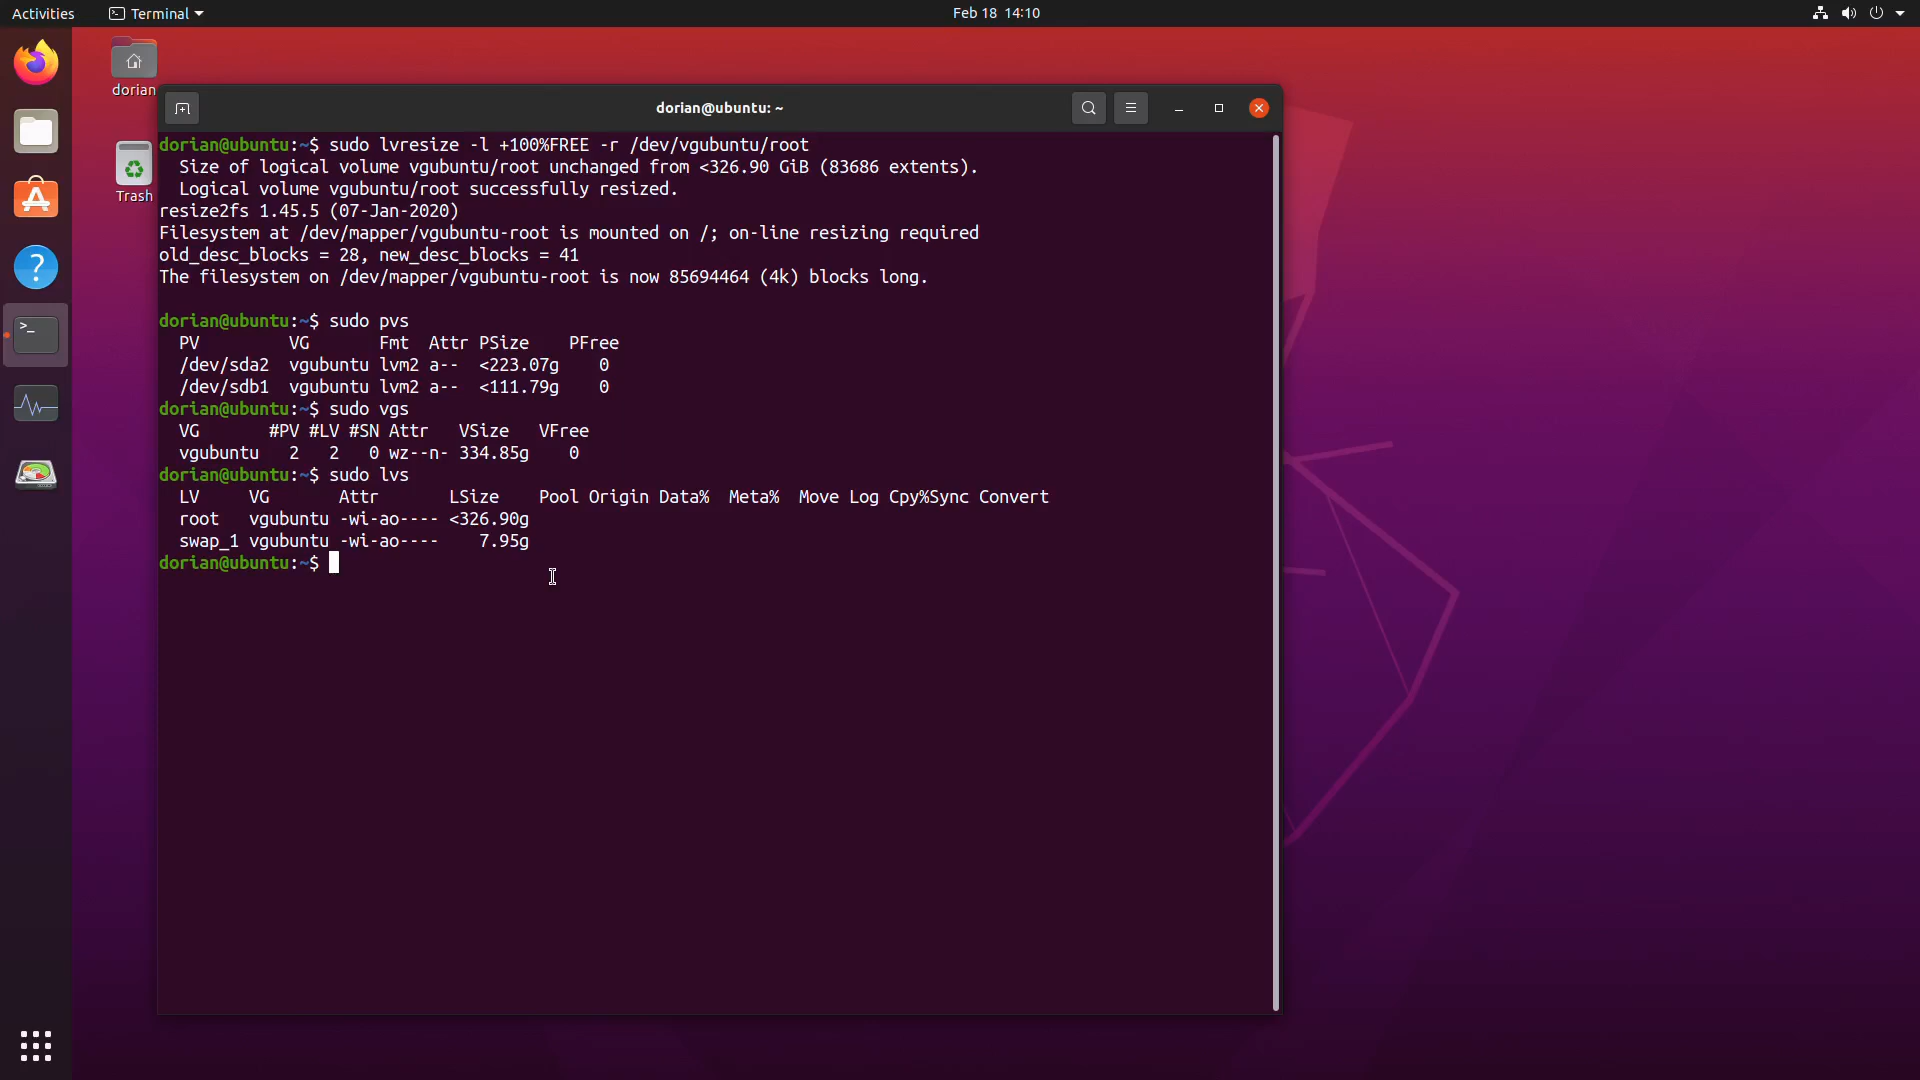 Activities
Terminal
Feb 18 14:10
dorian
Trash
dorian@ubuntu: ~
dorian@ubuntu:~$ sudo lvresize -l +100%FREE -r /dev/vgubuntu/root
  Size of logical volume vgubuntu/root unchanged from <326.90 GiB (83686 extents).
  Logical volume vgubuntu/root successfully resized.
resize2fs 1.45.5 (07-Jan-2020)
Filesystem at /dev/mapper/vgubuntu-root is mounted on /; on-line resizing required
old_desc_blocks = 28, new_desc_blocks = 41
The filesystem on /dev/mapper/vgubuntu-root is now 85694464 (4k) blocks long.

dorian@ubuntu:~$ sudo pvs
  PV         VG       Fmt  Attr PSize    PFree
  /dev/sda2  vgubuntu lvm2 a--  <223.07g    0
  /dev/sdb1  vgubuntu lvm2 a--  <111.79g    0
dorian@ubuntu:~$ sudo vgs
  VG       #PV #LV #SN Attr   VSize   VFree
  vgubuntu   2   2   0 wz--n- 334.85g    0
dorian@ubuntu:~$ sudo lvs
  LV     VG       Attr       LSize    Pool Origin Data%  Meta%  Move Log Cpy%Sync Convert
  root   vgubuntu -wi-ao---- <326.90g
  swap_1 vgubuntu -wi-ao----    7.95g
dorian@ubuntu:~$